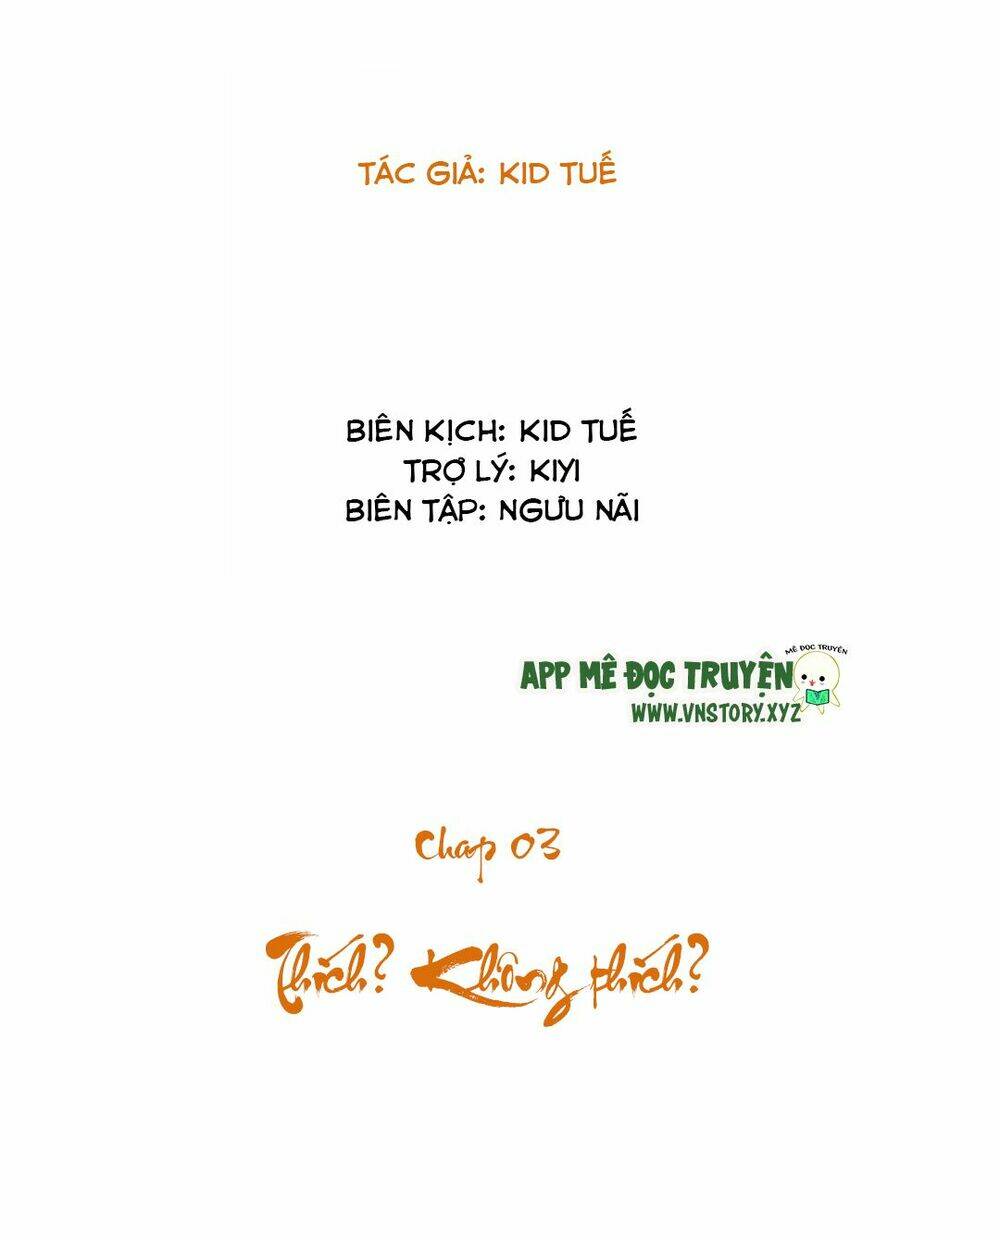 TÁC GIẢ: KID TUẾ
BIÊN KỊCH: KID TUẾ
TRỢ LÝ: KIYI
BIÊN TẬP: NGƯU NÃI
MÊ ĐỌC TRUYỆN
APP MÊ ĐỌC TRUYỆN
WWW.VNSTORY.XYZ
Chap 03
Thích? Không thích?